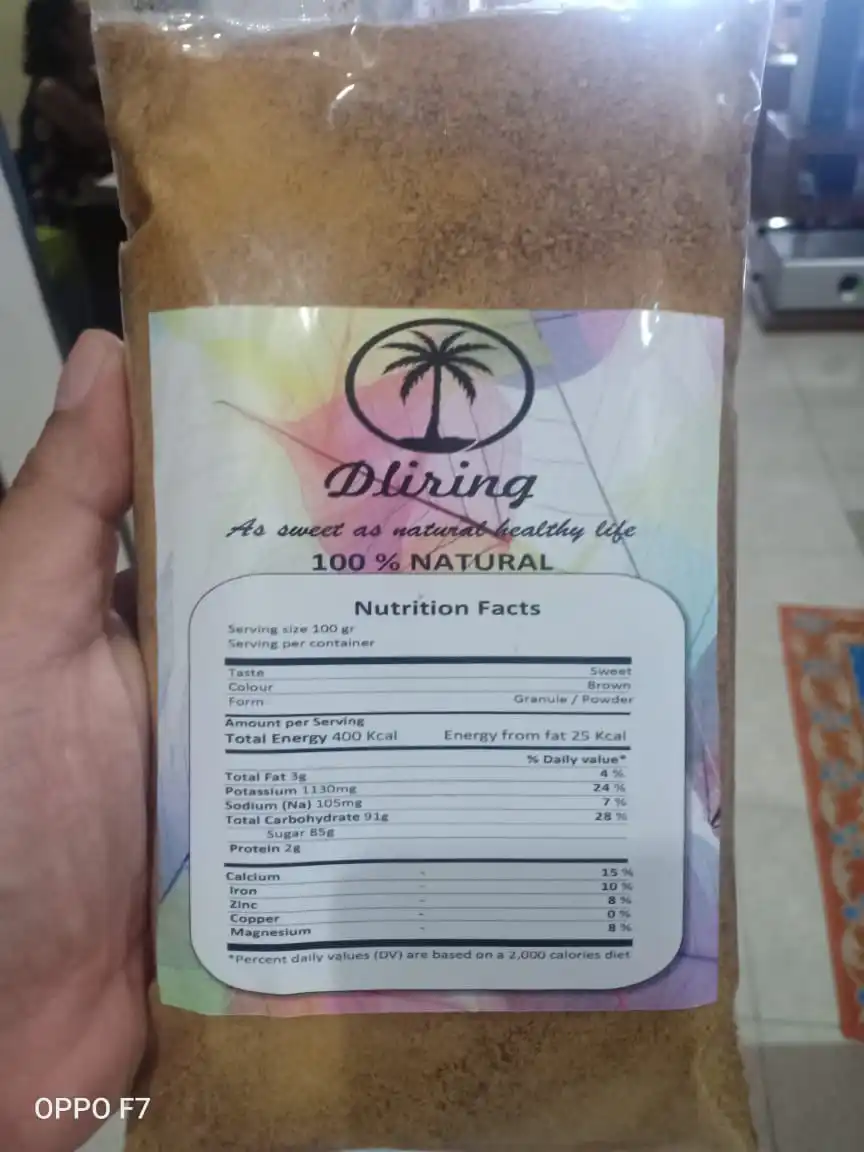 Dliring
As sweet as natural healthy life
100 % NATURAL
Nutrition Facts
Serving size 100 gr
Serving per container
Taste Sweet
Colour Brown
Form Granule / Powder
Amount per Serving
Total Energy 400 Kcal Energy from fat 25 Kcal
% Daily value*
Total Fat 3g 4 %
Potassium 1130mg 24 %
Sodium (Na) 105mg 7 %
Total Carbohydrate 91g 28 %
Sugar 85g
Protein 2g
Calcium - 15 %
Iron - 10 %
Zinc - 8 %
Copper - 0 %
Magnesium - 8 %
*Percent daily values (DV) are based on a 2,000 calories diet
OPPO F7